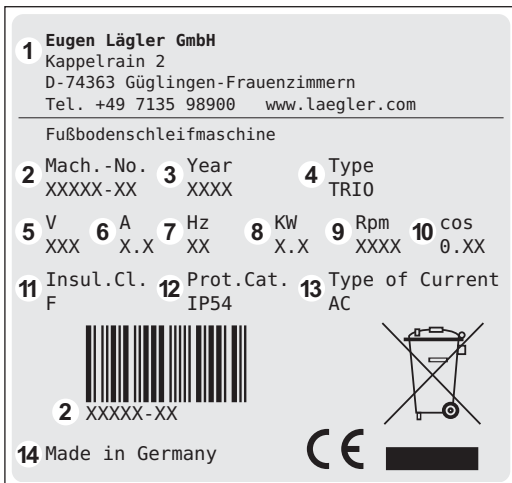 1 Eugen Lägler GmbH
Kappelrain 2
D-74363 Güglingen-Frauenzimmern
Tel. +49 7135 98900 www.laegler.com
Fußbodenschleifmaschine
2 Mach.-No. 3 Year 4 Type
XXXXX-XX XXXX TRIO
5 V 6 A 7 Hz 8 KW 9 Rpm 10 cos
XXX X.X XX X.X XXXX 0.XX
11 Insul.Cl. 12 Prot.Cat. 13 Type of Current
F IP54 AC
2 XXXXX-XX
14 Made in Germany CE